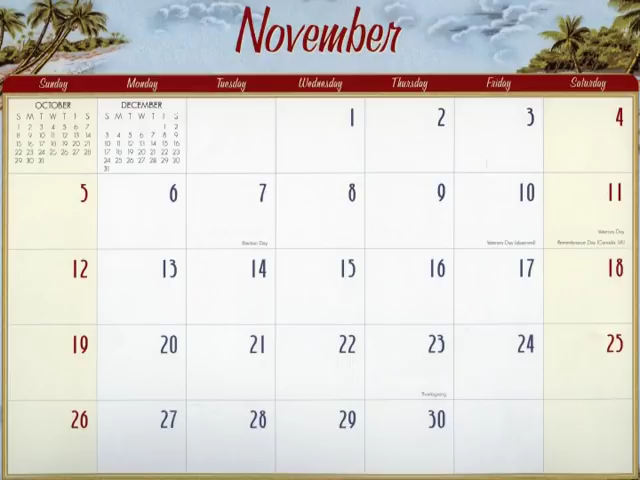 November
Sunday Monday Tuesday Wednesday Thursday Friday Saturday
OCTOBER
S M T W T F S
1 2 3 4 5 6 7
8 9 10 11 12 13 14
15 16 17 18 19 20 21
22 23 24 25 26 27 28
29 30 31
DECEMBER
S M T W T F S
1 2
3 4 5 6 7 8 9
10 11 12 13 14 15 16
17 18 19 20 21 22 23
24 25 26 27 28 29 30
31
1 2 3 4
5 6 7 8 9 10 11
Election Day
Veterans Day (observed)
Veterans Day
Remembrance Day (Canada, UK)
12 13 14 15 16 17 18
19 20 21 22 23 24 25
Thanksgiving
26 27 28 29 30